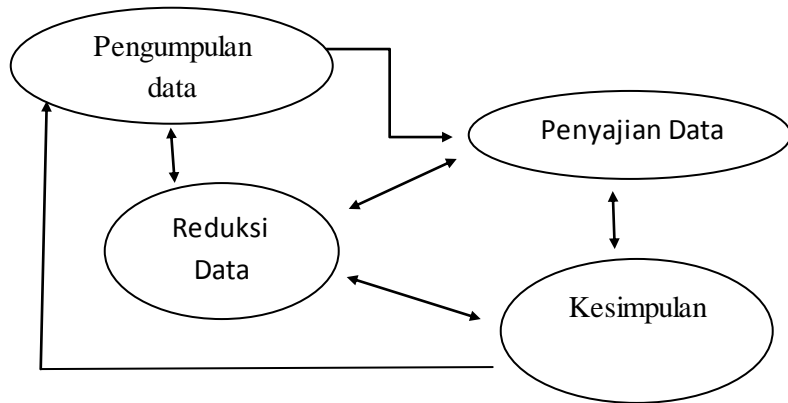 Pengumpulan
data
Penyajian Data
Reduksi
Data
Kesimpulan